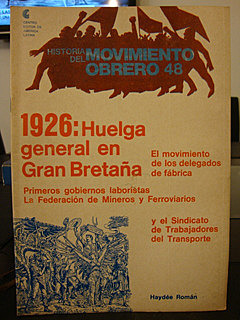 CENTRO
EDITOR DE
AMERICA
LATINA
HISTORIA
DEL MOVIMIENTO
OBRERO 48
1926: Huelga
general en
Gran Bretaña
El movimiento
de los delegados
de fábrica
Primeros gobiernos laboristas
La Federación de Mineros y Ferroviarios
y el Sindicato
de Trabajadores
del Transporte
Haydée Román